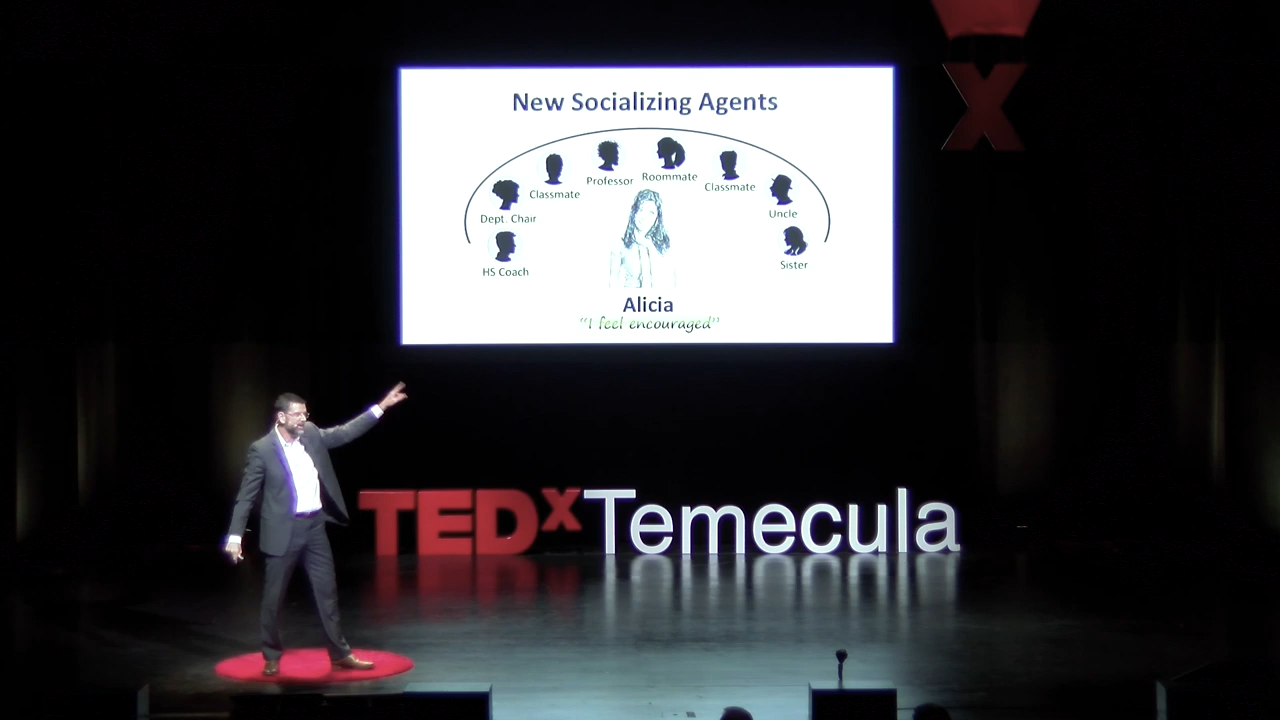 New Socializing Agents
Professor
Roommate
Classmate
Classmate
Dept. Chair
Uncle
HS Coach
Sister
Alicia
"I feel encouraged"
TEDxTemecula
X